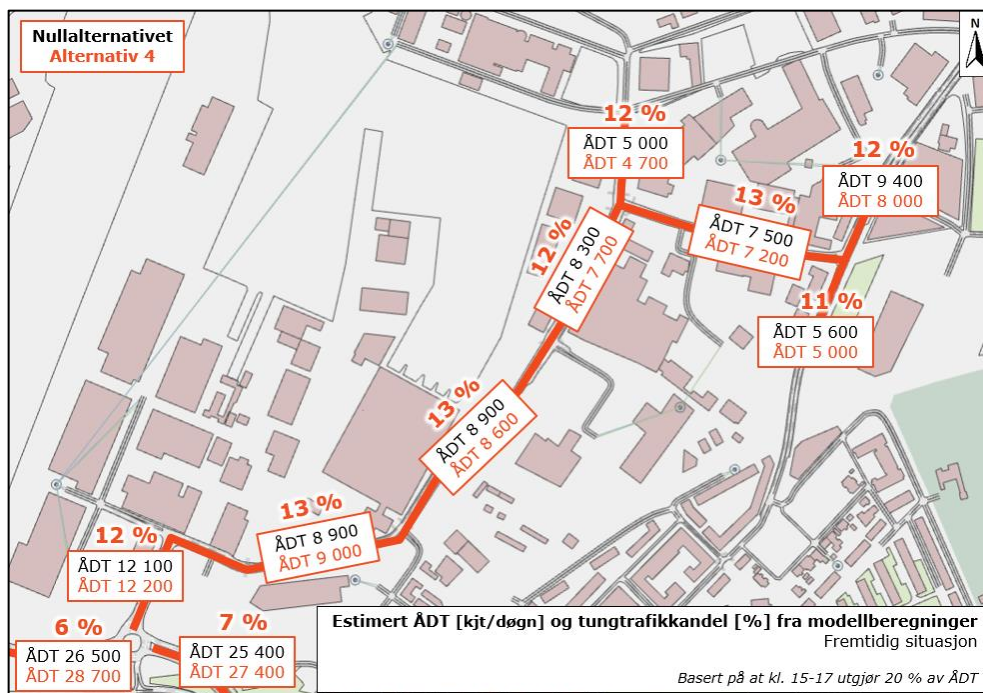 Nullalternativet
Alternativ 4
N
12 %
ÅDT 5 000
ÅDT 4 700
12 %
ÅDT 9 400
ÅDT 8 000
13 %
ÅDT 7 500
ÅDT 7 200
12 %
ÅDT 8 300
ÅDT 7 700
11 %
ÅDT 5 600
ÅDT 5 000
13 %
ÅDT 8 900
ÅDT 8 600
13 %
ÅDT 8 900
ÅDT 9 000
12 %
ÅDT 12 100
ÅDT 12 200
6 %
ÅDT 26 500
ÅDT 28 700
7 %
ÅDT 25 400
ÅDT 27 400
Estimert ÅDT [kjt/døgn] og tungtrafikkandel [%] fra modellberegninger
Fremtidig situasjon
Basert på at kl. 15-17 utgjør 20 % av ÅDT